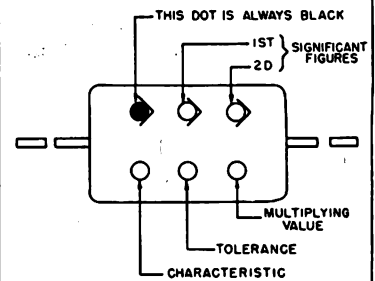 THIS DOT IS ALWAYS BLACK
1ST
SIGNIFICANT
FIGURES
2D
MULTIPLYING
VALUE
TOLERANCE
CHARACTERISTIC